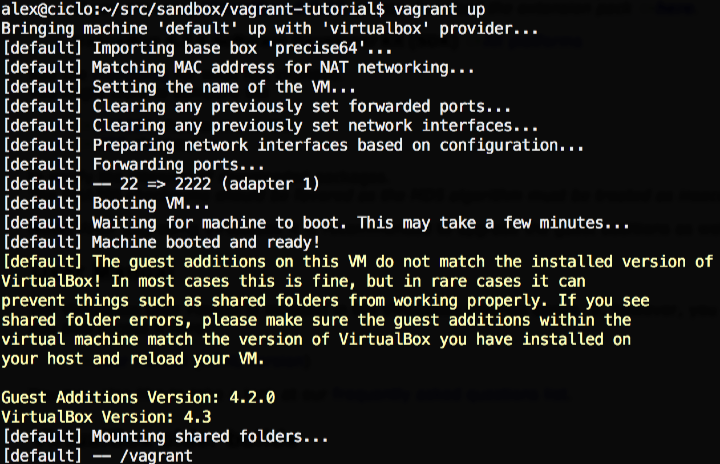 alex@ciclo:~/src/sandbox/vagrant-tutorial$ vagrant up
Bringing machine 'default' up with 'virtualbox' provider...
[default] Importing base box 'precise64'...
[default] Matching MAC address for NAT networking...
[default] Setting the name of the VM...
[default] Clearing any previously set forwarded ports...
[default] Clearing any previously set network interfaces...
[default] Preparing network interfaces based on configuration...
[default] Forwarding ports...
[default] -- 22 => 2222 (adapter 1)
[default] Booting VM...
[default] Waiting for machine to boot. This may take a few minutes...
[default] Machine booted and ready!
[default] The guest additions on this VM do not match the installed version of
VirtualBox! In most cases this is fine, but in rare cases it can
prevent things such as shared folders from working properly. If you see
shared folder errors, please make sure the guest additions within the
virtual machine match the version of VirtualBox you have installed on
your host and reload your VM.

Guest Additions Version: 4.2.0
VirtualBox Version: 4.3
[default] Mounting shared folders...
[default] -- /vagrant